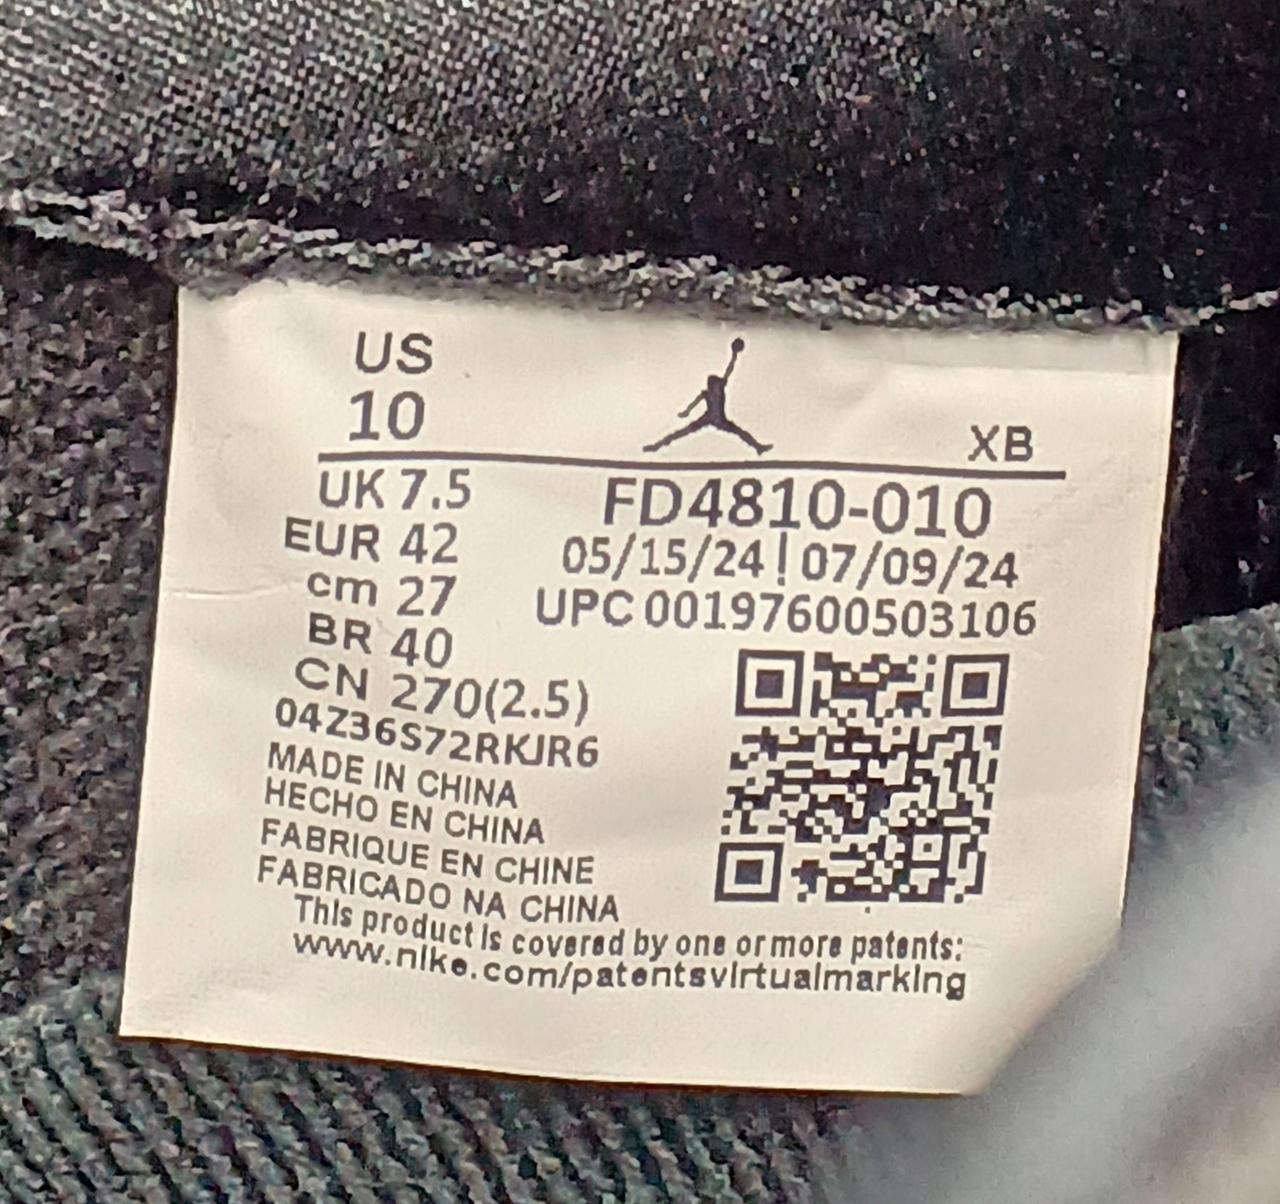 US
10
XB
UK 7.5
EUR 42
cm 27
BR 40
CN 270(2.5)
04Z36S72RKJR6
MADE IN CHINA
HECHO EN CHINA
FABRIQUE EN CHINE
FABRICADO NA CHINA
FD4810-010
05/15/24 | 07/09/24
UPC 00197600503106
This product is covered by one or more patents:
www.nike.com/patentsvirtualmarking